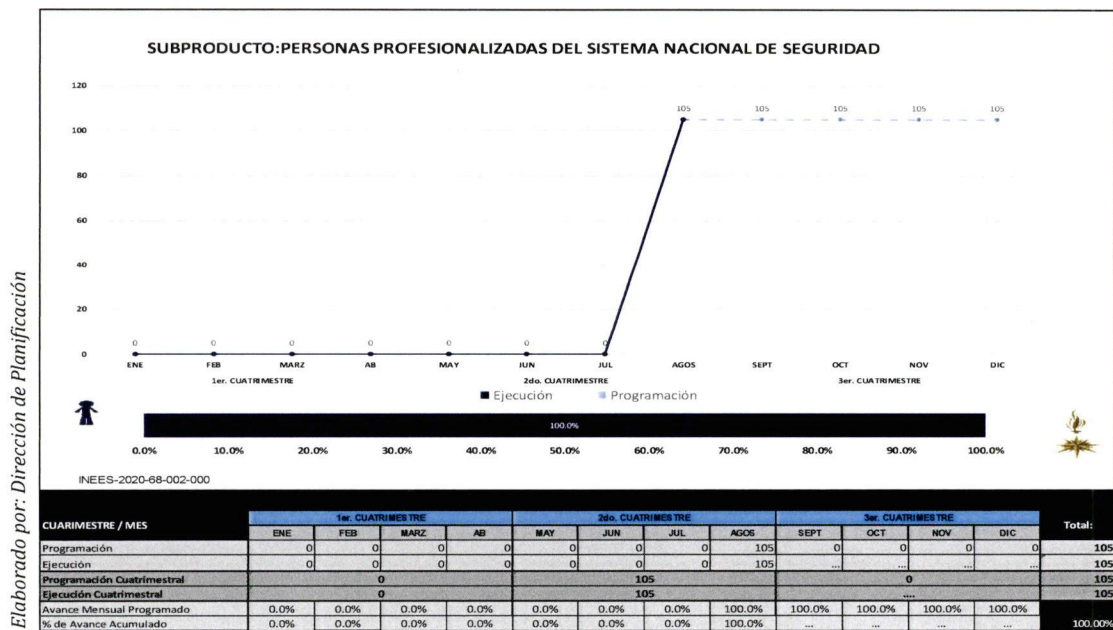 Elaborado por: Dirección de Planificación
SUBPRODUCTO:PERSONAS PROFESIONALIZADAS DEL SISTEMA NACIONAL DE SEGURIDAD
120
100
80
60
40
20
0
0 0 0 0 0 0 0 105 105 105 105 105
ENE FEB MARZ AB MAY JUN JUL AGOS SEPT OCT NOV DIC
1er. CUATRIMESTRE 2do. CUATRIMESTRE 3er. CUATRIMESTRE
Ejecución Programación
100.0%
0.0% 10.0% 20.0% 30.0% 40.0% 50.0% 60.0% 70.0% 80.0% 90.0% 100.0%
INEES-2020-68-002-000
CUARIMESTRE / MES 1er. CUATRIMESTRE 2do. CUATRIMESTRE 3er. CUATRIMESTRE Total:
ENE FEB MARZ AB MAY JUN JUL AGOS SEPT OCT NOV DIC
Programación 0 0 0 0 0 0 0 105 0 0 0 0 105
Ejecución 0 0 0 0 0 0 0 105 ... ... ... ... 105
Programación Cuatrimestral 0 105 0 105
Ejecución Cuatrimestral 0 105 .... 105
Avance Mensual Programado 0.0% 0.0% 0.0% 0.0% 0.0% 0.0% 0.0% 100.0% 100.0% 100.0% 100.0% 100.0%
% de Avance Acumulado 0.0% 0.0% 0.0% 0.0% 0.0% 0.0% 0.0% 100.0% ... ... ... ... 100.00%